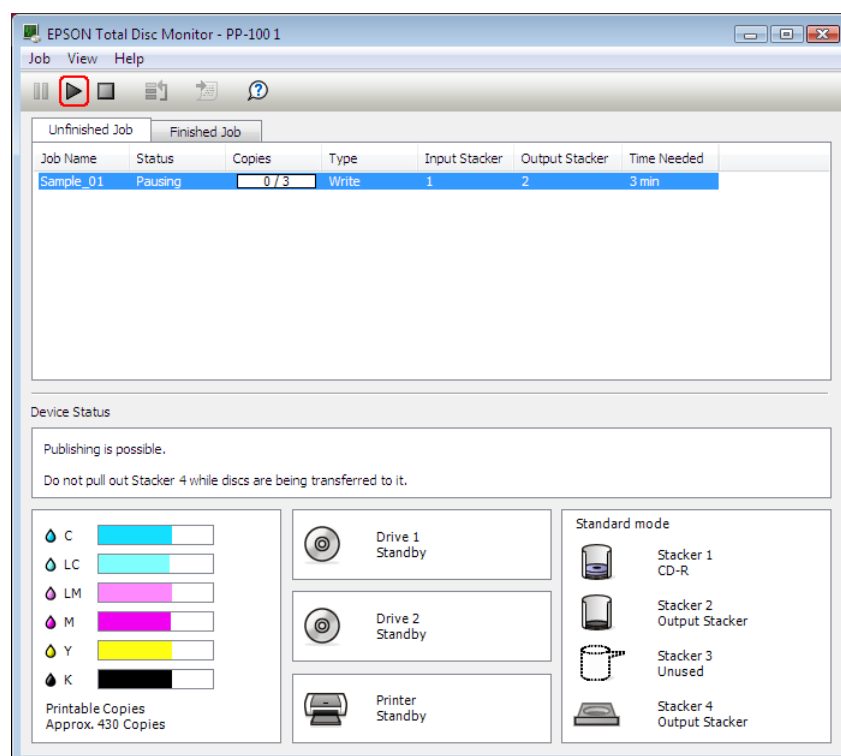 EPSON Total Disc Monitor - PP-100 1
Job View Help
Unfinished Job Finished Job
Job Name Status Copies Type Input Stacker Output Stacker Time Needed
Sample_01 Pausing 0 / 3 Write 1 2 3 min
Device Status
Publishing is possible.
Do not pull out Stacker 4 while discs are being transferred to it.
C
LC
LM
M
Y
K
Printable Copies
Approx. 430 Copies
Drive 1
Standby
Drive 2
Standby
Printer
Standby
Standard mode
Stacker 1
CD-R
Stacker 2
Output Stacker
Stacker 3
Unused
Stacker 4
Output Stacker